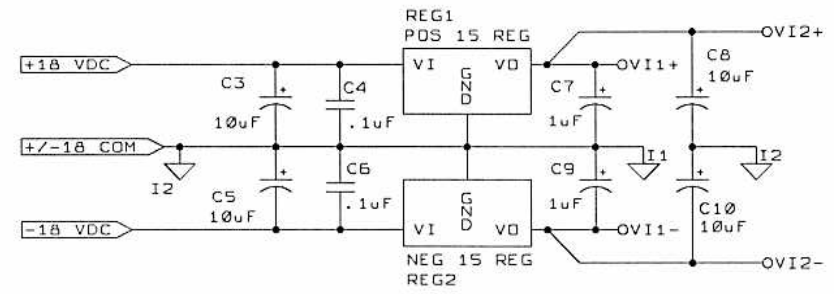 REG1
POS 15 REG
OVI2+
+18 VDC
VI
GND
VO
OVI1+
C3
10uF
C4
.1uF
C7
1uF
C8
10uF
+/-18 COM
I2
I1
I2
C5
10uF
C6
.1uF
C9
1uF
C10
10uF
-18 VDC
VI
GND
VO
OVI1-
NEG 15 REG
REG2
OVI2-